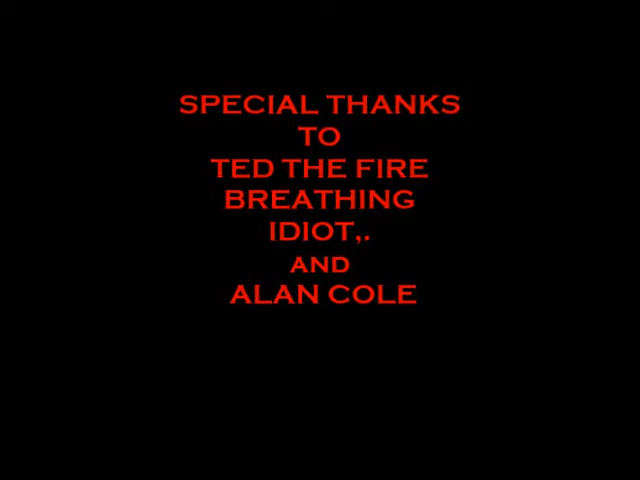 SPECIAL THANKS
TO
TED THE FIRE
BREATHING
IDIOT,.
AND
ALAN COLE